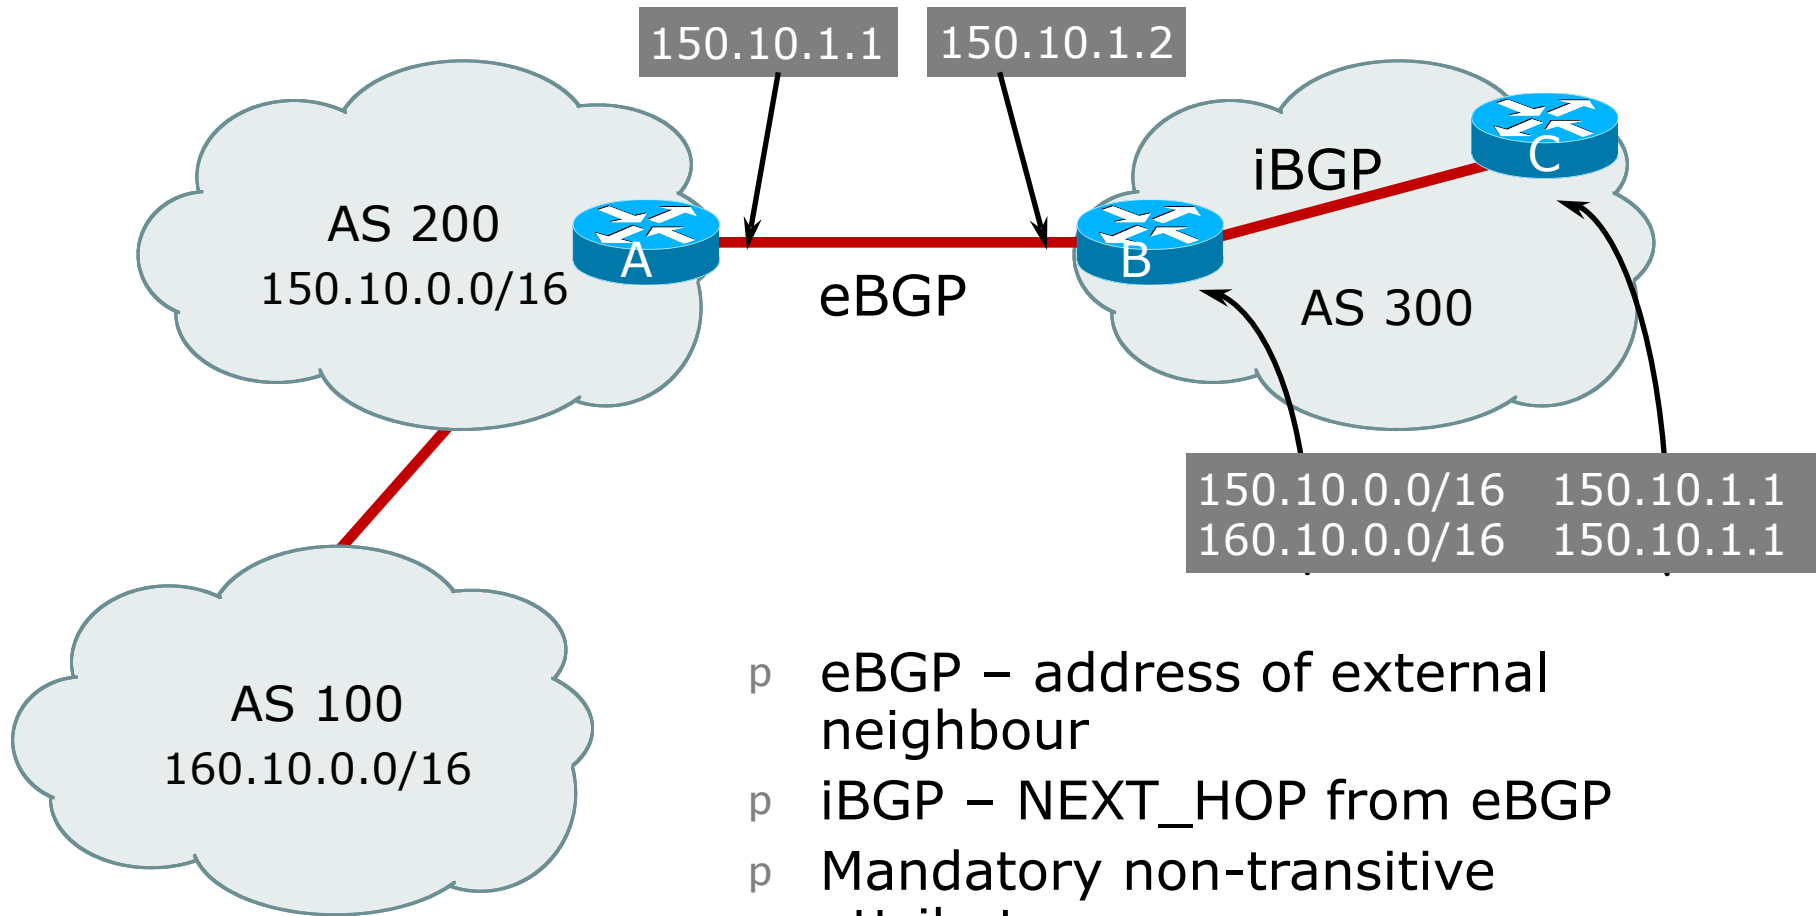 150.10.1.1 150.10.1.2
iBGP
C
AS 200
150.10.0.0/16
A
B
eBGP
AS 300
150.10.0.0/16 150.10.1.1
160.10.0.0/16 150.10.1.1
AS 100
160.10.0.0/16
p eBGP – address of external
neighbour
p iBGP – NEXT_HOP from eBGP
p Mandatory non-transitive